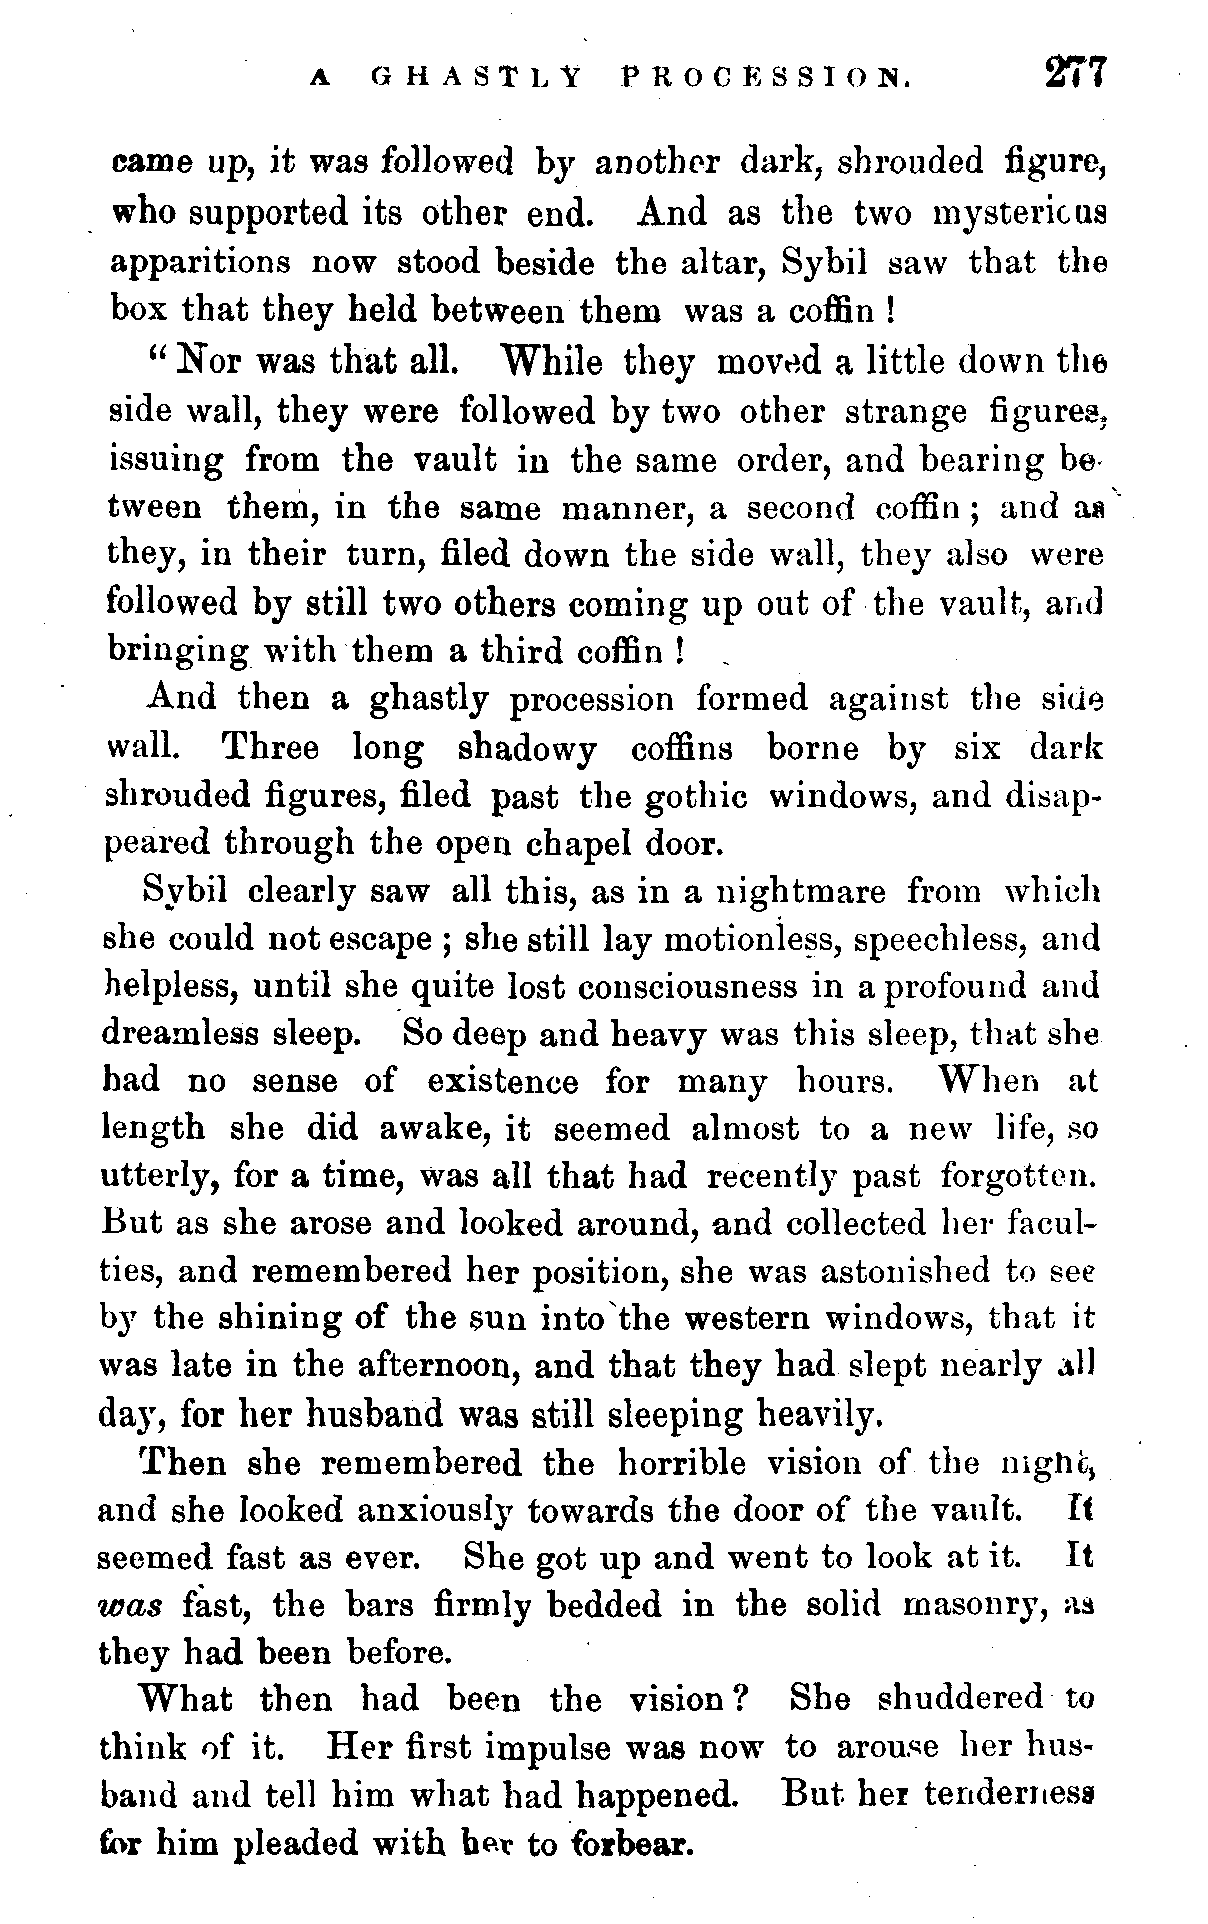 A GHASTLY PROCESSION. 277
came up, it was followed by another dark, shrouded figure,
who supported its other end. And as the two mysterious
apparitions now stood beside the altar, Sybil saw that the
box that they held between them was a coffin !
“ Nor was that all. While they moved a little down the
side wall, they were followed by two other strange figures,
issuing from the vault in the same order, and bearing be-
tween them, in the same manner, a second coffin ; and as
they, in their turn, filed down the side wall, they also were
followed by still two others coming up out of the vault, and
bringing with them a third coffin !
And then a ghastly procession formed against the side
wall. Three long shadowy coffins borne by six dark
shrouded figures, filed past the gothic windows, and disap-
peared through the open chapel door.
Sybil clearly saw all this, as in a nightmare from which
she could not escape ; she still lay motionless, speechless, and
helpless, until she quite lost consciousness in a profound and
dreamless sleep. So deep and heavy was this sleep, that she
had no sense of existence for many hours. When at
length she did awake, it seemed almost to a new life, so
utterly, for a time, was all that had recently past forgotten.
But as she arose and looked around, and collected her facul-
ties, and remembered her position, she was astonished to see
by the shining of the sun into the western windows, that it
was late in the afternoon, and that they had slept nearly all
day, for her husband was still sleeping heavily.
Then she remembered the horrible vision of the night,
and she looked anxiously towards the door of the vault. It
seemed fast as ever. She got up and went to look at it. It
was fast, the bars firmly bedded in the solid masonry, as
they had been before.
What then had been the vision ? She shuddered to
think of it. Her first impulse was now to arouse her hus-
band and tell him what had happened. But her tenderness
for him pleaded with her to forbear.